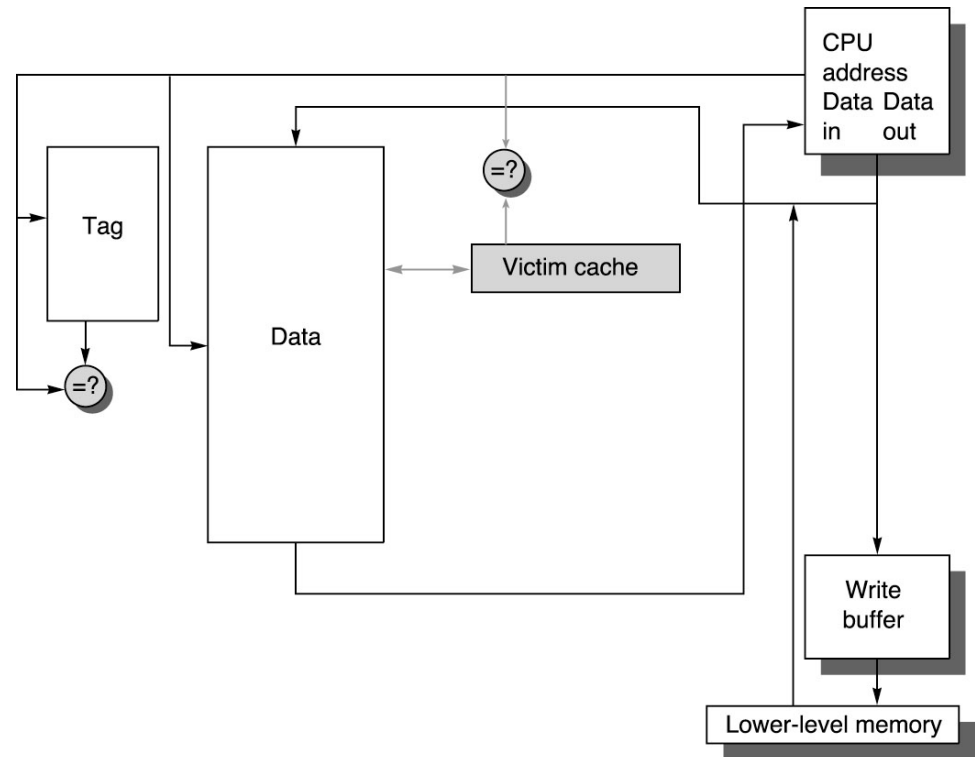 CPU
address
Data Data
in out
=?
Tag
Victim cache
Data
=?
Write
buffer
Lower-level memory